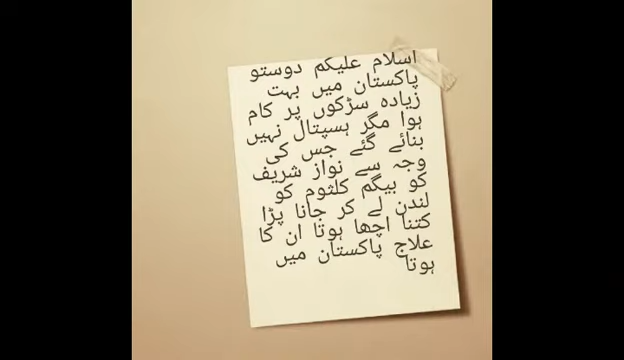 اسلام علیکم دوستو
پاکستان میں بہت
زیادہ سڑکوں پر کام
ہوا مگر ہسپتال نہیں
بنائے گئے جس کی
وجہ سے نواز شریف
کو بیگم کلثوم کو
لندن لے کر جانا پڑا
کتنا اچھا ہوتا ان کا
علاج پاکستان میں
ہوتا